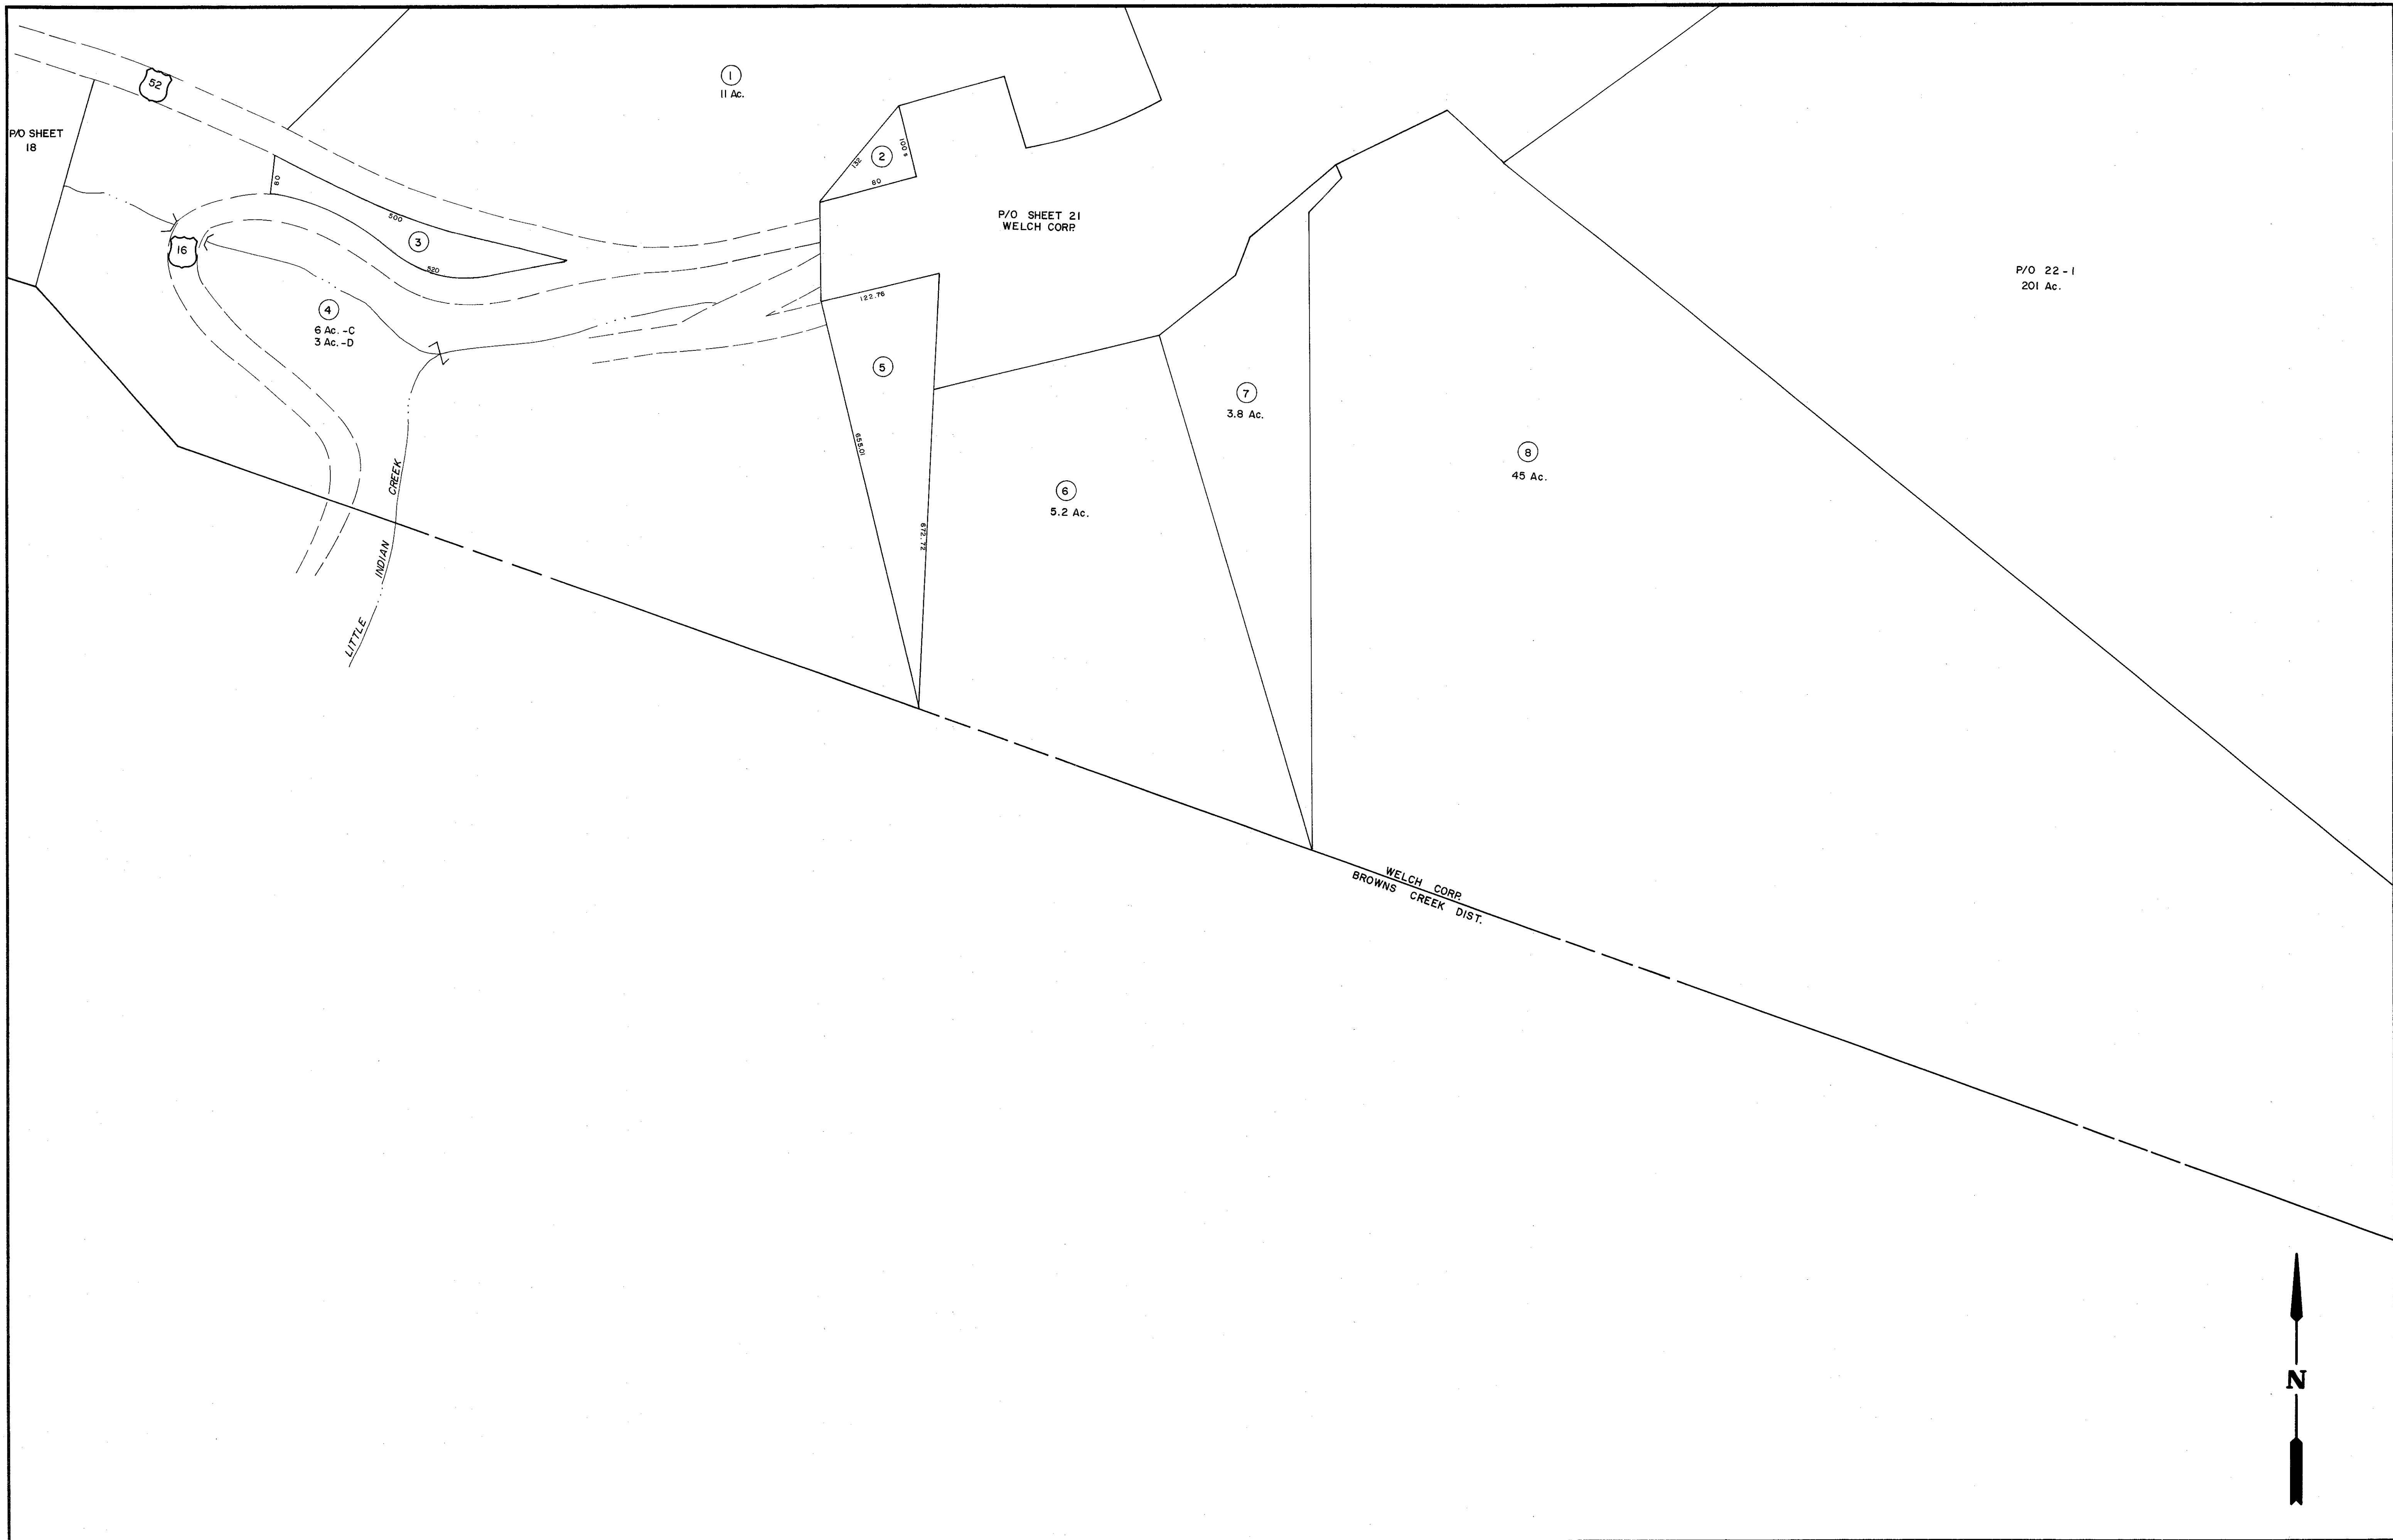 52
1
11 Ac.
P/O SHEET
18
2
132
100 s
80
80
500
3
520
16
P/O SHEET 21
WELCH CORP.
P/O 22-1
201 Ac.
4
6 Ac. -C
3 Ac. -D
122.76
5
655.01
672.72
7
3.8 Ac.
6
5.2 Ac.
8
45 Ac.
LITTLE INDIAN CREEK
WELCH CORP.
BROWNS CREEK DIST.
N